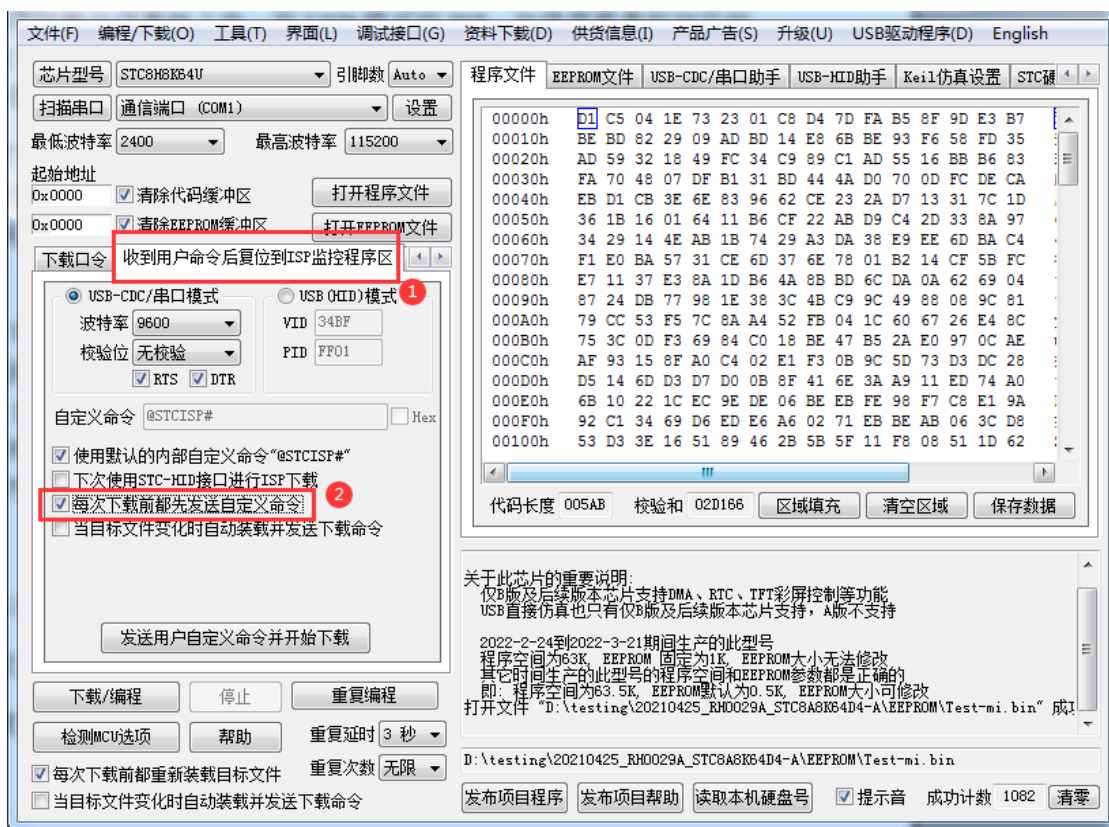 文件(F) 编程/下载(O) 工具(T) 界面(L) 调试接口(G) 资料下载(D) 供货信息(I) 产品广告(S) 升级(U) USB驱动程序(D) English
芯片型号 STC8H8K64U 引脚数 Auto
扫描串口 通信端口 (COM1) 设置
最低波特率 2400 最高波特率 115200
起始地址
0x0000 清除代码缓冲区 打开程序文件
0x0000 清除EEPROM缓冲区 打开EEPROM文件
下载口令 收到用户命令后复位到ISP监控程序区
1
USB-CDC/串口模式 USB(HID)模式
波特率 9600 VID 34BF
校验位 无校验 PID FF01
RTS DTR
自定义命令 @STCISP# Hex
使用默认的内部自定义命令“@STCISP#”
下次使用STC-HID接口进行ISP下载
每次下载前都先发送自定义命令 2
当目标文件变化时自动装载并发送下载命令
发送用户自定义命令并开始下载
下载/编程 停止 重复编程
检测MCU选项 帮助 重复延时 3 秒
每次下载前都重新装载目标文件 重复次数 无限
当目标文件变化时自动装载并发送下载命令
程序文件 EEPROM文件 USB-CDC/串口助手 USB-HID助手 Keil仿真设置 STC硬
00000h D1 C5 04 1E 73 23 01 C8 D4 7D FA B5 8F 9D E3 B7
00010h BE BD 82 29 09 AD BD 14 E8 6B BE 93 F6 58 FD 35
00020h AD 59 32 18 49 FC 34 C9 89 C1 AD 55 16 BB B6 83
00030h FA 70 48 07 DF B1 31 BD 44 4A D0 70 0D FC DE CA
00040h EB D1 CB 3E 6E 83 96 62 CE 23 2A D7 13 31 7C 1D
00050h 36 1B 16 01 64 11 B6 CF 22 AB D9 C4 2D 33 8A 97
00060h 34 29 14 4E AB 1B 74 29 A3 DA 38 E9 EE 6D BA C4
00070h F1 E0 BA 57 31 CE 6D 37 6E 78 01 B2 14 CF 5B FC
00080h E7 11 37 E3 8A 1D B6 4A 8B BD 6C DA 0A 62 69 04
00090h 87 24 DB 77 98 1E 38 3C 4B C9 9C 49 88 08 9C 81
000A0h 79 CC 53 F5 7C 8A A4 52 FB 04 1C 60 67 26 E4 8C
000B0h 75 3C 0D F3 69 84 C0 18 BE 47 B5 2A E0 97 0C AE
000C0h AF 93 15 8F A0 C4 02 E1 F3 0B 9C 5D 73 D3 DC 28
000D0h D5 14 6D D3 D7 D0 0B 8F 41 6E 3A A9 11 ED 74 A0
000E0h 6B 10 22 1C EC 9E DE 06 BE EB FE 98 F7 C8 E1 9A
000F0h 92 C1 34 69 D6 ED E6 A6 02 71 EB BE AB 06 3C D8
00100h 53 D3 3E 16 51 89 46 2B 5B 5F 11 F8 08 51 1D 62
代码长度 005AB 校验和 02D166 区域填充 清空区域 保存数据
关于此芯片的重要说明:
仅B版及后续版本芯片支持DMA、RTC、TFT彩屏控制等功能
USB直接仿真也只有仅B版及后续版本芯片支持，A版不支持
2022-2-24到2022-3-21期间生产的此型号
程序空间为63K, EEPROM 固定为1K, EEPROM大小无法修改
其它时间生产的此型号的程序空间和EEPROM参数都是正确的
即: 程序空间为63.5K, EEPROM默认为0.5K, EEPROM大小可修改
打开文件 “D:\testing\20210425_RH0029A_STC8A8K64D4-A\EEPROM\Test-mi.bin” 成
D:\testing\20210425_RH0029A_STC8A8K64D4-A\EEPROM\Test-mi.bin
发布项目程序 发布项目帮助 读取本机硬盘号 提示音 成功计数 1082 清零